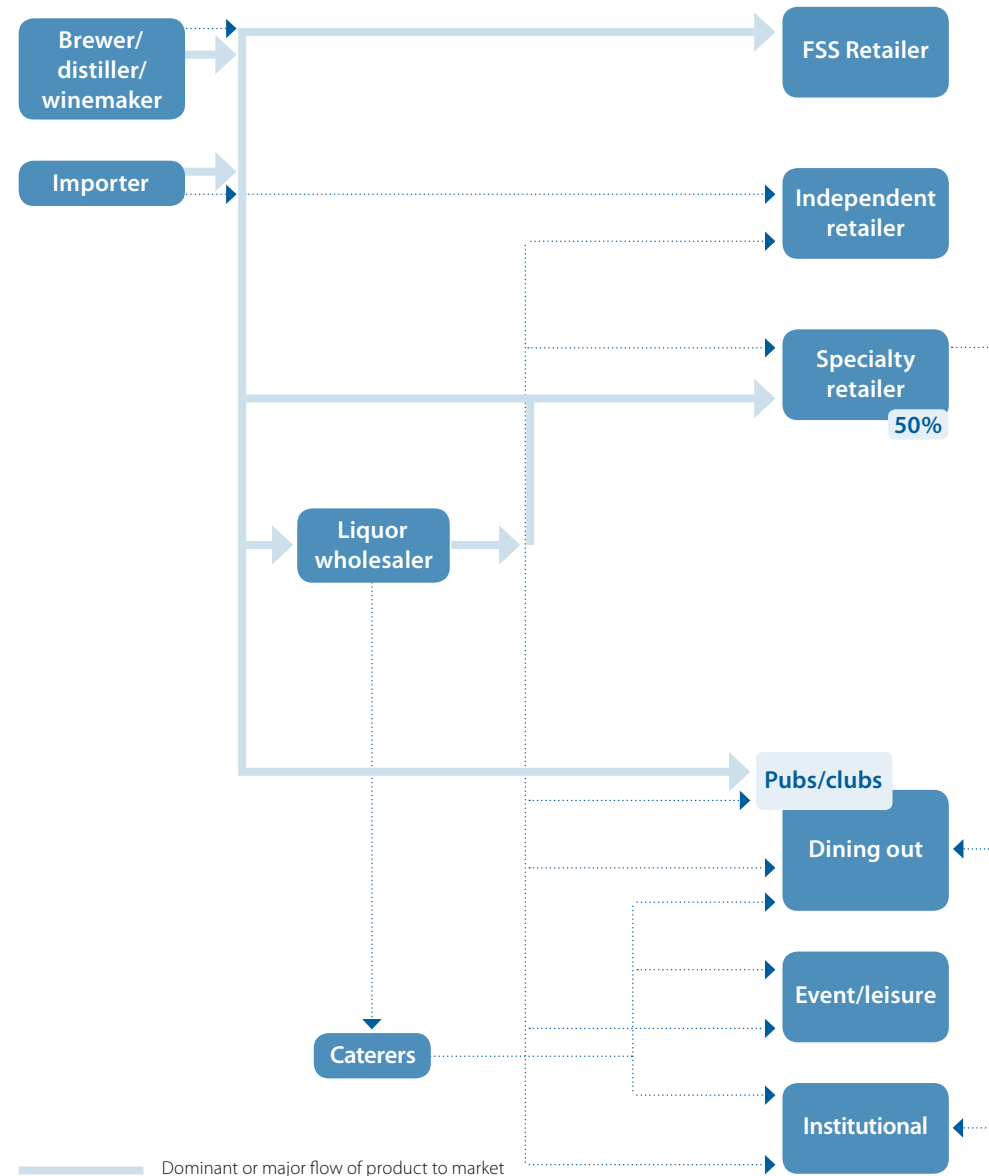 Brewer/
distiller/
winemaker
FSS Retailer
Importer
Independent
retailer
Specialty
retailer
50%
Liquor
wholesaler
Pubs/clubs
Dining out
Event/leisure
Caterers
Institutional
Dominant or major flow of product to market